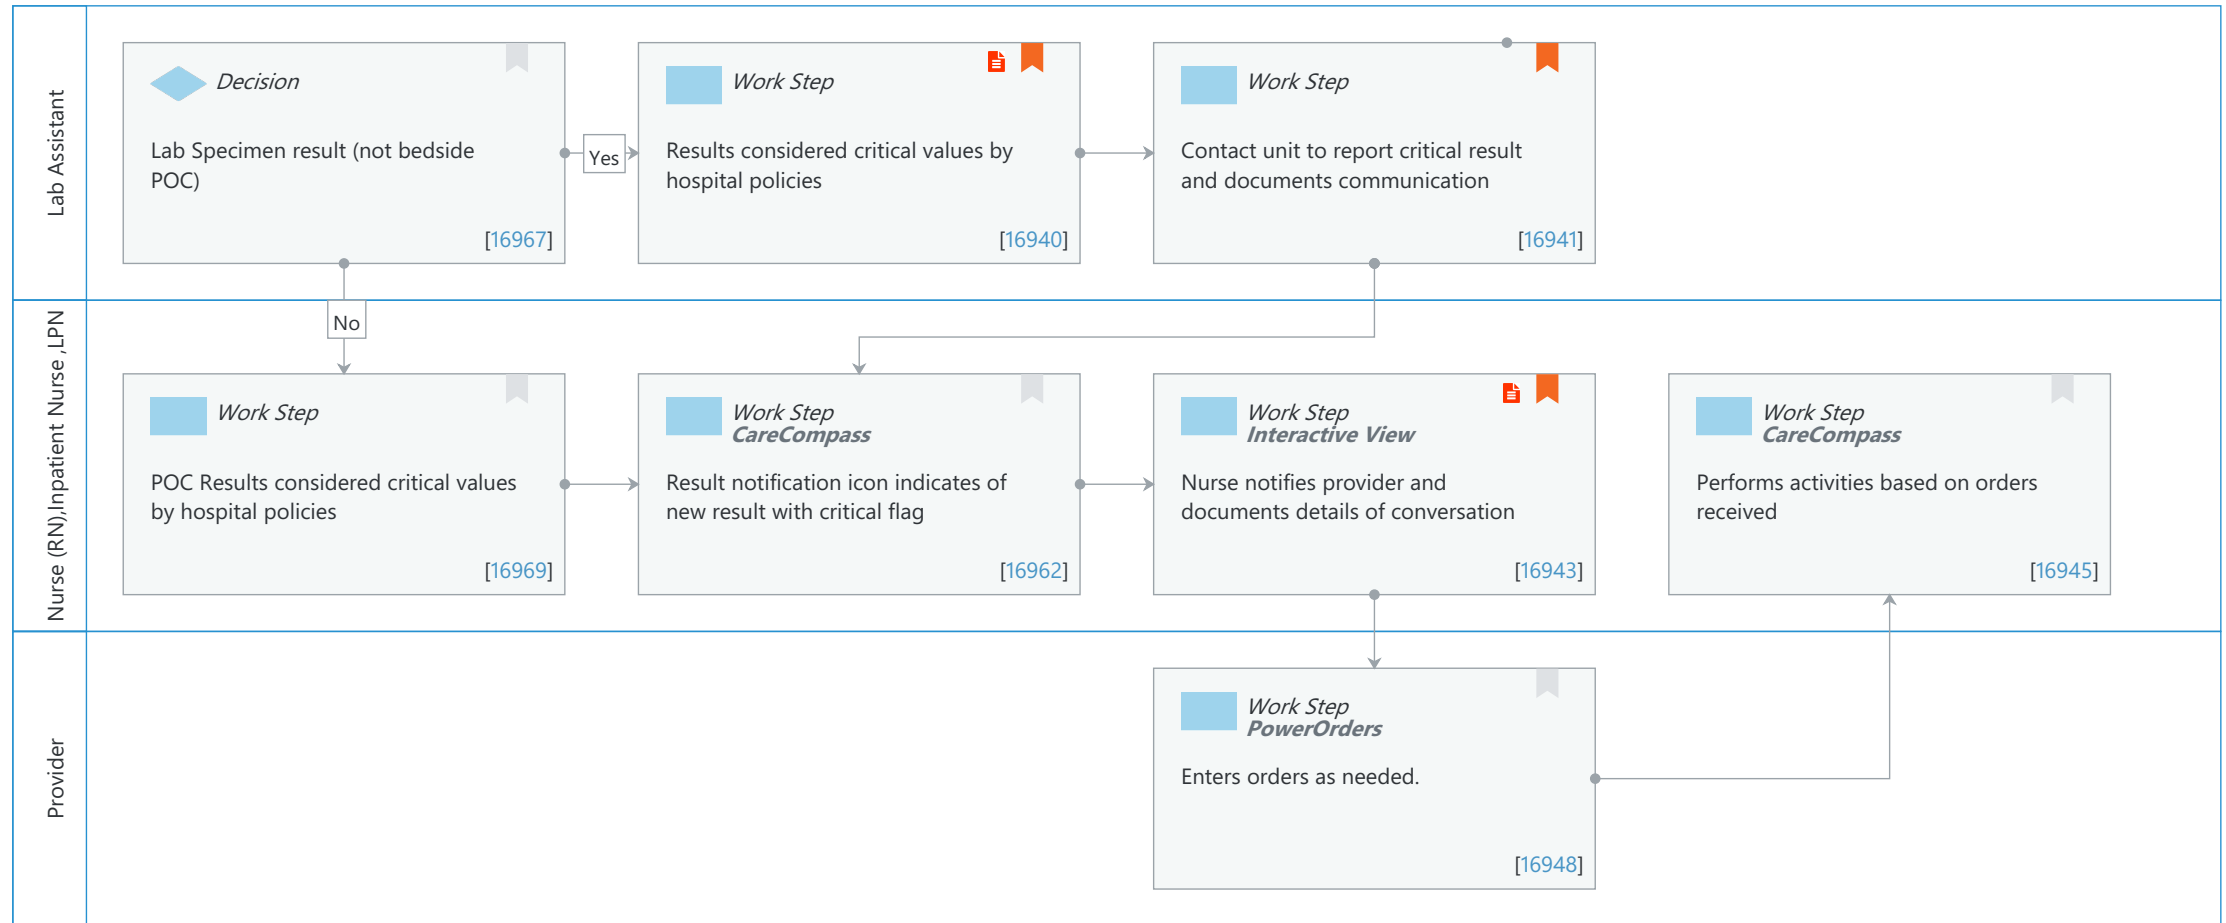 Lab Assistant
Decision
Lab Specimen result (not bedside
POC)
[16967]
Yes
Work Step
Results considered critical values by
hospital policies
[16940]
Work Step
Contact unit to report critical result
and documents communication
[16941]
No
Nurse (RN),Inpatient Nurse ,LPN
Work Step
POC Results considered critical values
by hospital policies
[16969]
Work Step
CareCompass
Result notification icon indicates of
new result with critical flag
[16962]
Work Step
Interactive View
Nurse notifies provider and
documents details of conversation
[16943]
Work Step
CareCompass
Performs activities based on orders
received
[16945]
Provider
Work Step
PowerOrders
Enters orders as needed.
[16948]